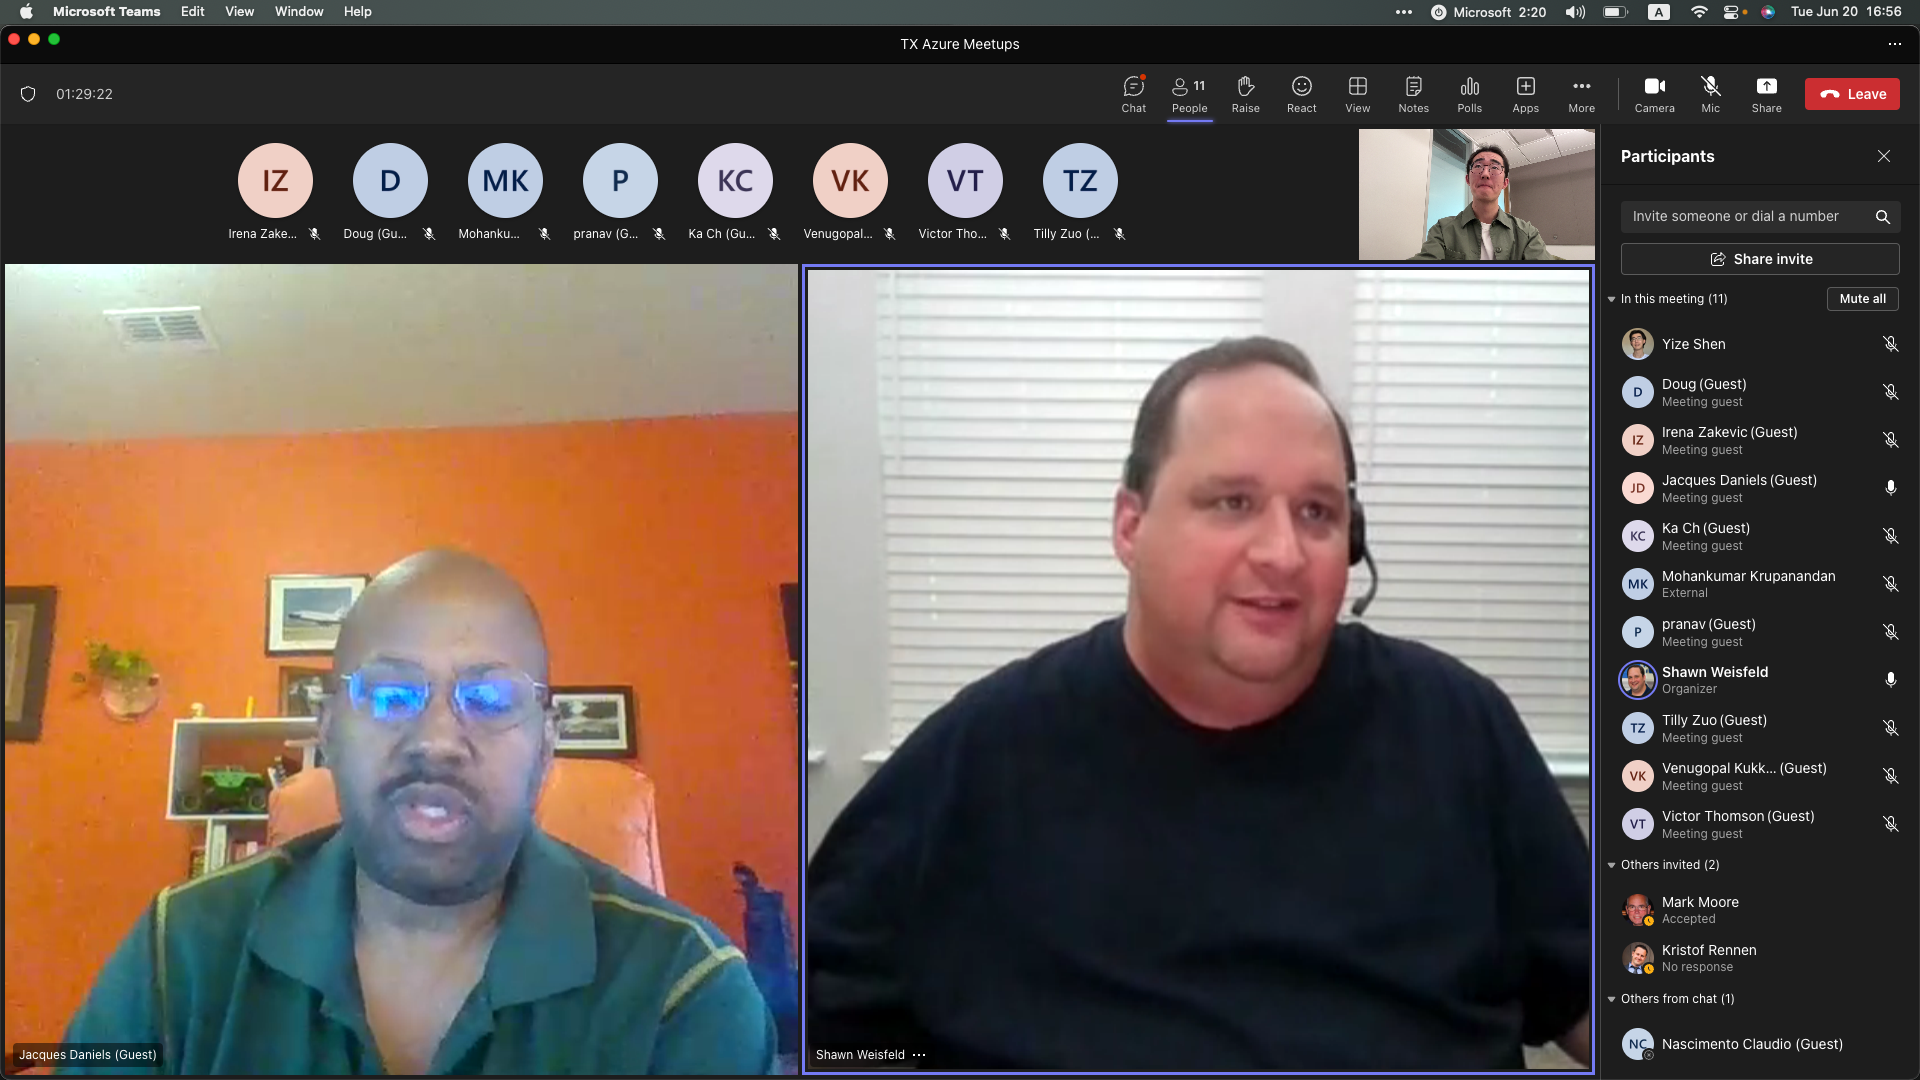 Microsoft Teams Edit View Window Help
Microsoft 2:20 A Tue Jun 20 16:56
TX Azure Meetups
01:29:22
11
Chat People Raise React View Notes Polls Apps More Camera Mic Share Leave
IZ D MK P KC VK VT TZ
Irena Zake... Doug (Gu... Mohanku... pranav (G... Ka Ch (Gu... Venugopal... Victor Tho... Tilly Zuo (...
Jacques Daniels (Guest)
Shawn Weisfeld
Participants
Invite someone or dial a number
Share invite
In this meeting (11) Mute all
Yize Shen
D Doug (Guest)
Meeting guest
IZ Irena Zakevic (Guest)
Meeting guest
JD Jacques Daniels (Guest)
Meeting guest
KC Ka Ch (Guest)
Meeting guest
MK Mohankumar Krupanandan
External
P pranav (Guest)
Meeting guest
Shawn Weisfeld
Organizer
TZ Tilly Zuo (Guest)
Meeting guest
VK Venugopal Kukk... (Guest)
Meeting guest
VT Victor Thomson (Guest)
Meeting guest
Others invited (2)
Mark Moore
Accepted
Kristof Rennen
No response
Others from chat (1)
NC Nascimento Claudio (Guest)